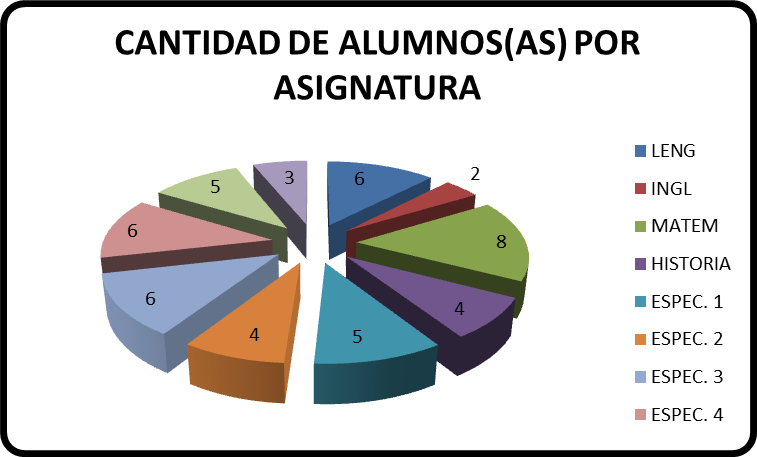 CANTIDAD DE ALUMNOS(AS) POR
ASIGNATURA
6
2
8
4
5
4
6
6
5
3
LENG
INGL
MATEM
HISTORIA
ESPEC. 1
ESPEC. 2
ESPEC. 3
ESPEC. 4